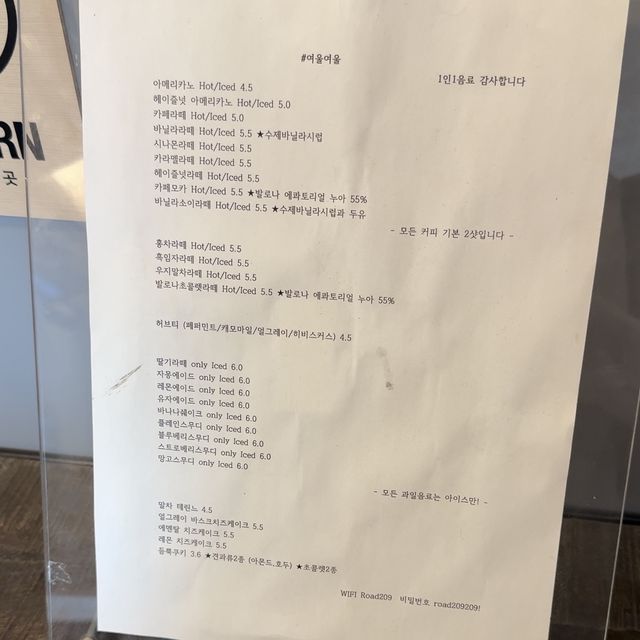 RN
곳
#여울여울
1인1음료 감사합니다
아메리카노 Hot/Iced 4.5
헤이즐넛 아메리카노 Hot/Iced 5.0
카페라떼 Hot/Iced 5.0
바닐라라떼 Hot/Iced 5.5 ★수제바닐라시럽
시나몬라떼 Hot/Iced 5.5
카라멜라떼 Hot/Iced 5.5
헤이즐넛라떼 Hot/Iced 5.5
카페모카 Hot/Iced 5.5 ★발로나 에콰토리얼 누아 55%
바닐라소이라떼 Hot/Iced 5.5 ★수제바닐라시럽과 두유
- 모든 커피 기본 2샷입니다 -
홍차라떼 Hot/Iced 5.5
흑임자라떼 Hot/Iced 5.5
우지말차라떼 Hot/Iced 5.5
발로나초콜렛라떼 Hot/Iced 5.5 ★발로나 에콰토리얼 누아 55%
허브티 (페퍼민트/캐모마일/얼그레이/히비스커스) 4.5
딸기라떼 only Iced 6.0
자몽에이드 only Iced 6.0
레몬에이드 only Iced 6.0
유자에이드 only Iced 6.0
바나나쉐이크 only Iced 6.0
플레인스무디 only Iced 6.0
블루베리스무디 only Iced 6.0
스트로베리스무디 only Iced 6.0
망고스무디 only Iced 6.0
- 모든 과일음료는 아이스만! -
말차 테린느 4.5
얼그레이 바스크치즈케이크 5.5
에멘탈 치즈케이크 5.5
레몬 치즈케이크 5.5
듬뿍쿠키 3.6 ★견과류2종 (아몬드,호두) ★초콜렛2종
WIFI Road209 비밀번호 road209209!